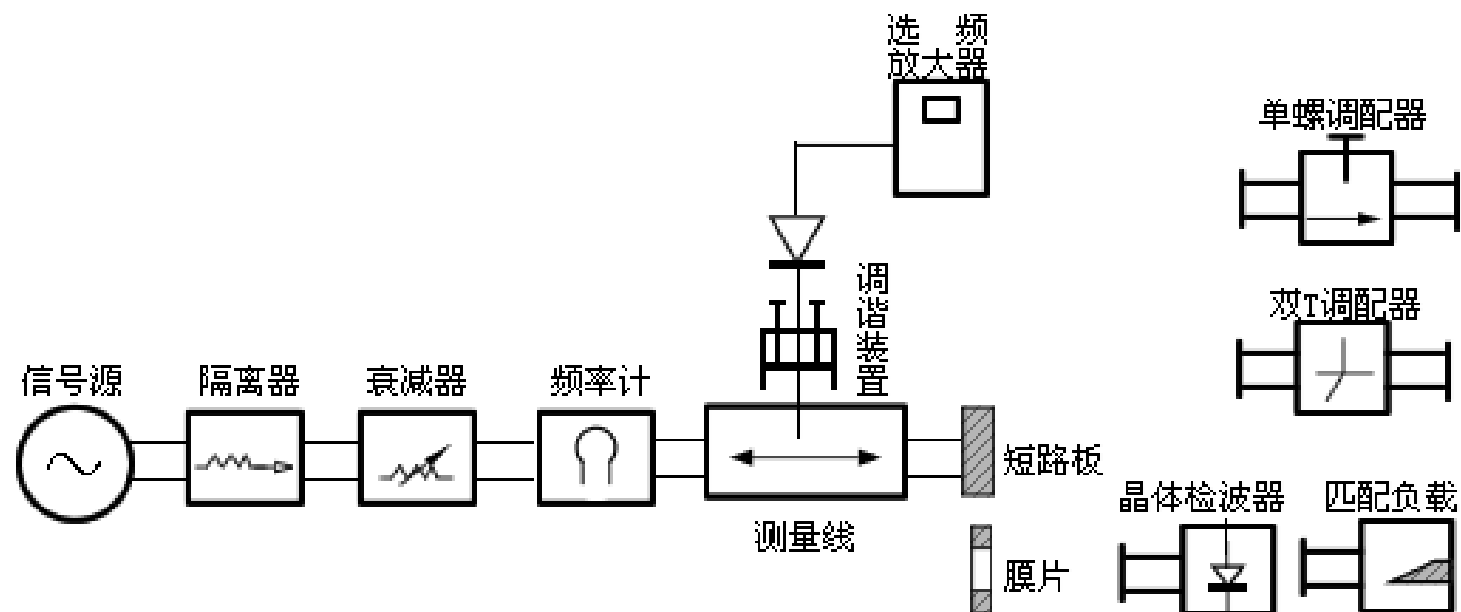 选 频
放大器
单螺调配器
调
谐
装
置
双T调配器
信号源
隔离器
衰减器
频率计
短路板
测量线
晶体检波器
匹配负载
膜片